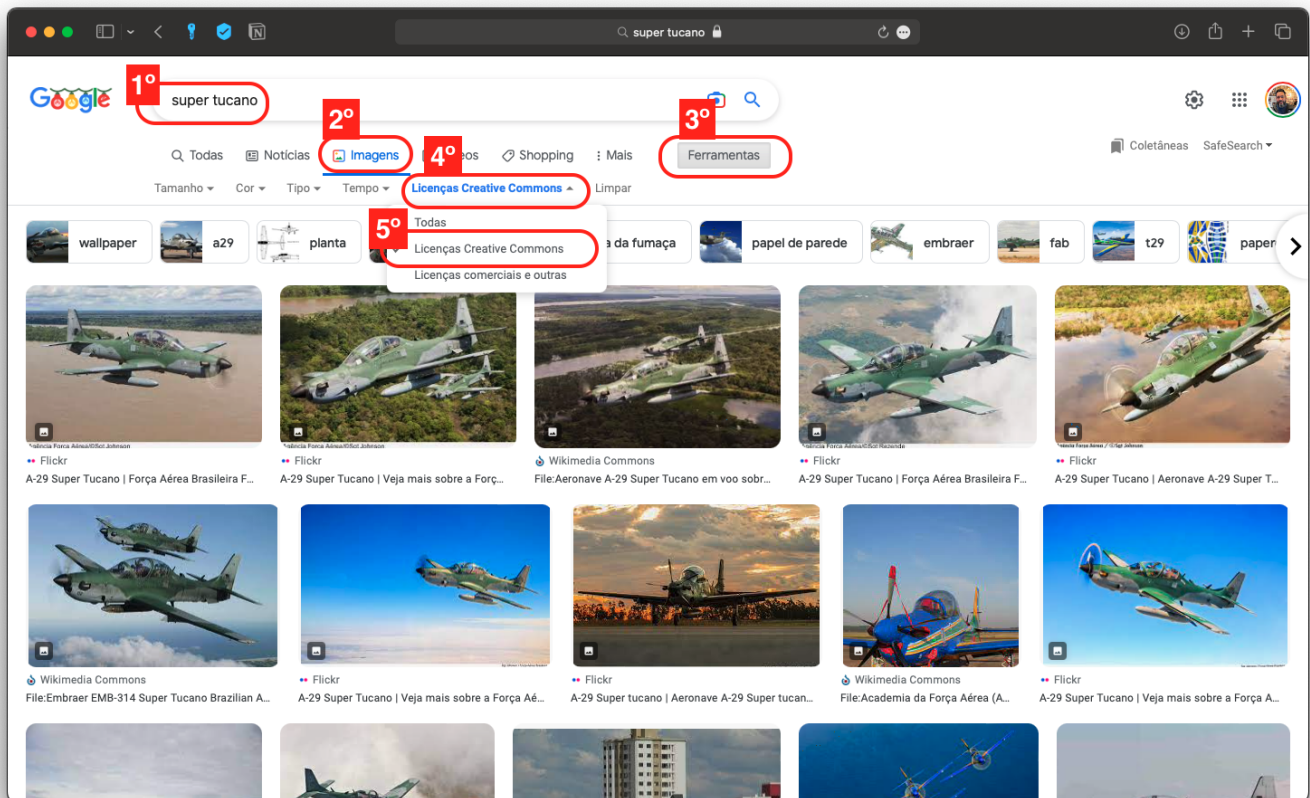 super tucano
Google
1º
super tucano
2º
3º
Todas
Notícias
Imagens
4º
eos
Shopping
Mais
Ferramentas
Coletâneas
SafeSearch
Tamanho
Cor
Tipo
Tempo
Licenças Creative Commons
Limpar
5º
Todas
Licenças Creative Commons
Licenças comerciais e outras
wallpaper
a29
planta
a da fumaça
papel de parede
embraer
fab
t29
paper
Flickr
A-29 Super Tucano | Força Aérea Brasileira F...
Flickr
A-29 Super Tucano | Veja mais sobre a Forç...
Wikimedia Commons
File:Aeronave A-29 Super Tucano em voo sobr...
Flickr
A-29 Super Tucano | Força Aérea Brasileira F...
Flickr
A-29 Super Tucano | Aeronave A-29 Super T...
Wikimedia Commons
File:Embraer EMB-314 Super Tucano Brazilian A...
Flickr
A-29 Super Tucano | Veja mais sobre a Força Aé...
Flickr
A-29 Super tucano | Aeronave A-29 Super tucan...
Wikimedia Commons
File:Academia da Força Aérea (A...
Flickr
A-29 Super Tucano | Veja mais sobre a Força A...